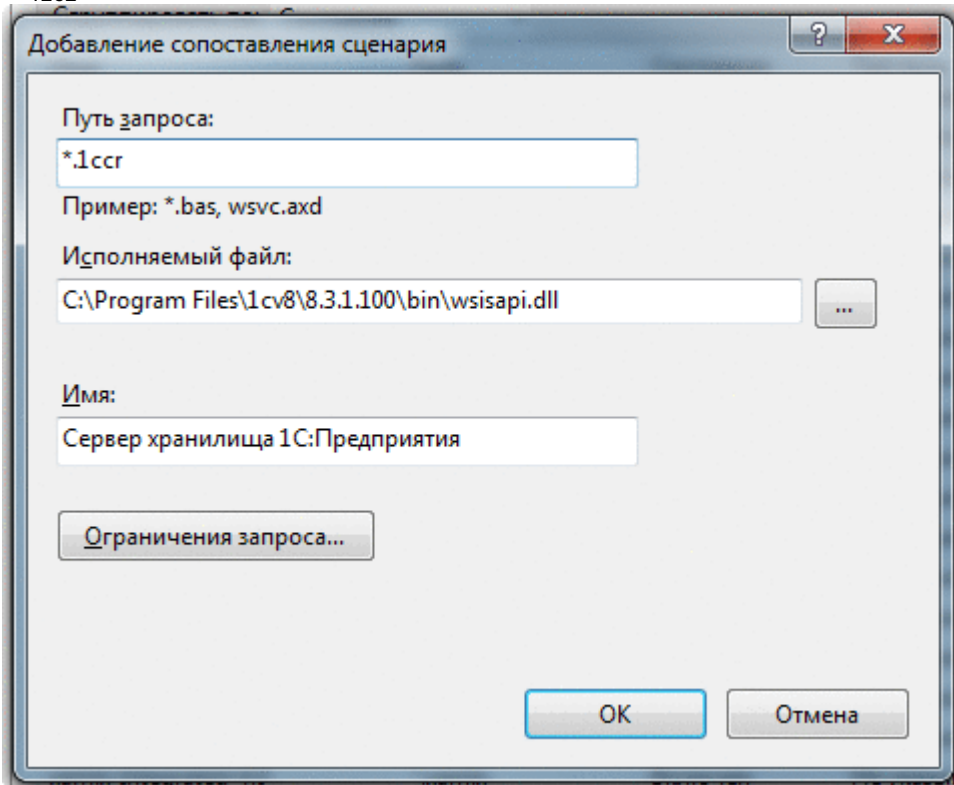 Добавление сопоставления сценария
Путь запроса:
*.1ccr
Пример: *.bas, wsvc.axd
Исполняемый файл:
C:\Program Files\1cv8\8.3.1.100\bin\wsisapi.dll
...
Имя:
Сервер хранилища 1С:Предприятия
Ограничения запроса...
ОК
Отмена